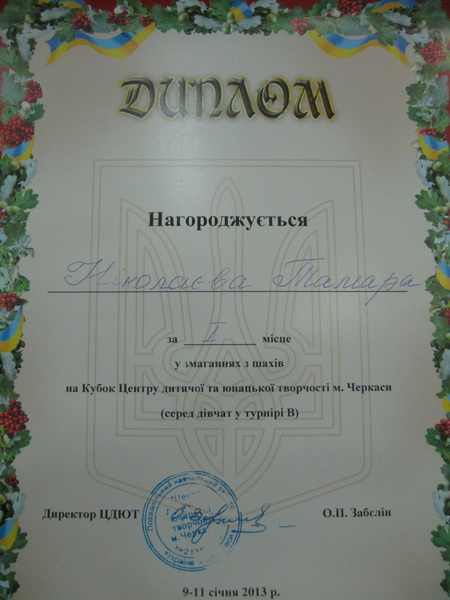 ДИПЛОМ
Нагороджується
Ніколаєва Тамара
за I місце
у змаганнях з шахів
на Кубок Центру дитячої та юнацької творчості м. Черкаси
(серед дівчат у турнірі В)
Директор ЦДЮТ О.П. Забєлін
9-11 січня 2013 р.